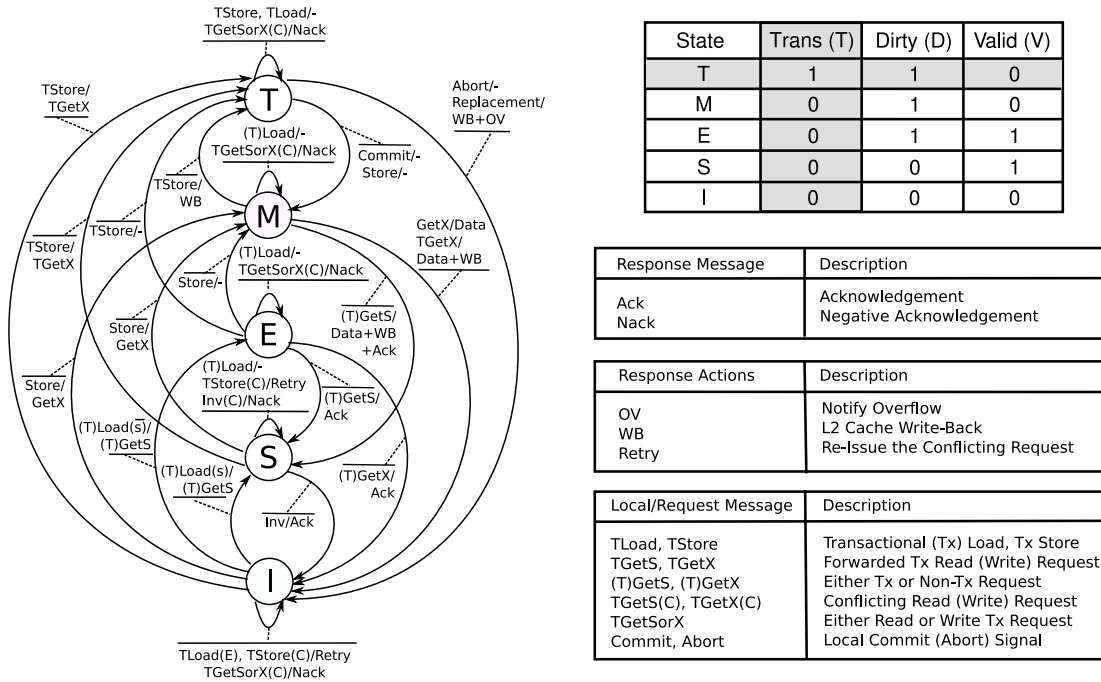 TStore, TLoad/-
TGetSorX(C)/Nack
T
TStore/
TGetX
Abort/-
Replacement/
WB+OV
(T)Load/-
TGetSorX(C)/Nack
Commit/-
Store/-
TStore/
WB
TStore/-
M
TStore/
TGetX
GetX/Data
TGetX/
Data+WB
(T)Load/-
TGetSorX(C)/Nack
Store/-
E
(T)GetS/
Data+WB
+Ack
Store/
GetX
Store/
GetX
(T)Load/-
TStore(C)/Retry
Inv(C)/Nack
(T)GetS/
Ack
(T)Load(s̅)/
(T)GetS
S
(T)Load(s)/
(T)GetS
(T)GetX/
Ack
Inv/Ack
I
TLoad(E), TStore(C)/Retry
TGetSorX(C)/Nack
State Trans (T) Dirty (D) Valid (V)
T 1 1 0
M 0 1 0
E 0 1 1
S 0 0 1
I 0 0 0
Response Message Description
Ack Acknowledgement
Nack Negative Acknowledgement
Response Actions Description
OV Notify Overflow
WB L2 Cache Write-Back
Retry Re-Issue the Conflicting Request
Local/Request Message Description
TLoad, TStore Transactional (Tx) Load, Tx Store
TGetS, TGetX Forwarded Tx Read (Write) Request
(T)GetS, (T)GetX Either Tx or Non-Tx Request
TGetS(C), TGetX(C) Conflicting Read (Write) Request
TGetSorX Either Read or Write Tx Request
Commit, Abort Local Commit (Abort) Signal